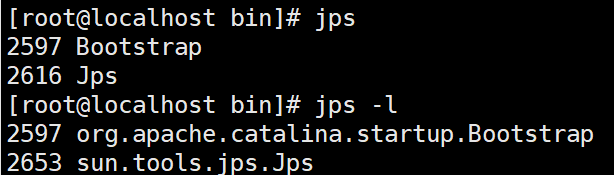 [root@localhost bin]# jps
2597 Bootstrap
2616 Jps
[root@localhost bin]# jps -l
2597 org.apache.catalina.startup.Bootstrap
2653 sun.tools.jps.Jps